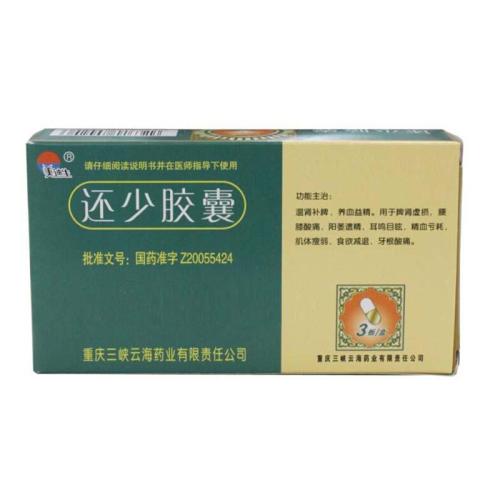 ®
请仔细阅读说明书并在医师指导下使用
还少胶囊
批准文号：国药准字Z20055424
重庆三峡云海药业有限责任公司
功能主治：
温肾补脾，养血益精。用于脾肾虚损，腰
膝酸痛，阳萎遗精，耳鸣目眩，精血亏耗，
肌体瘦弱，食欲减退，牙根酸痛。
3板/盒
重庆三峡云海药业有限责任公司